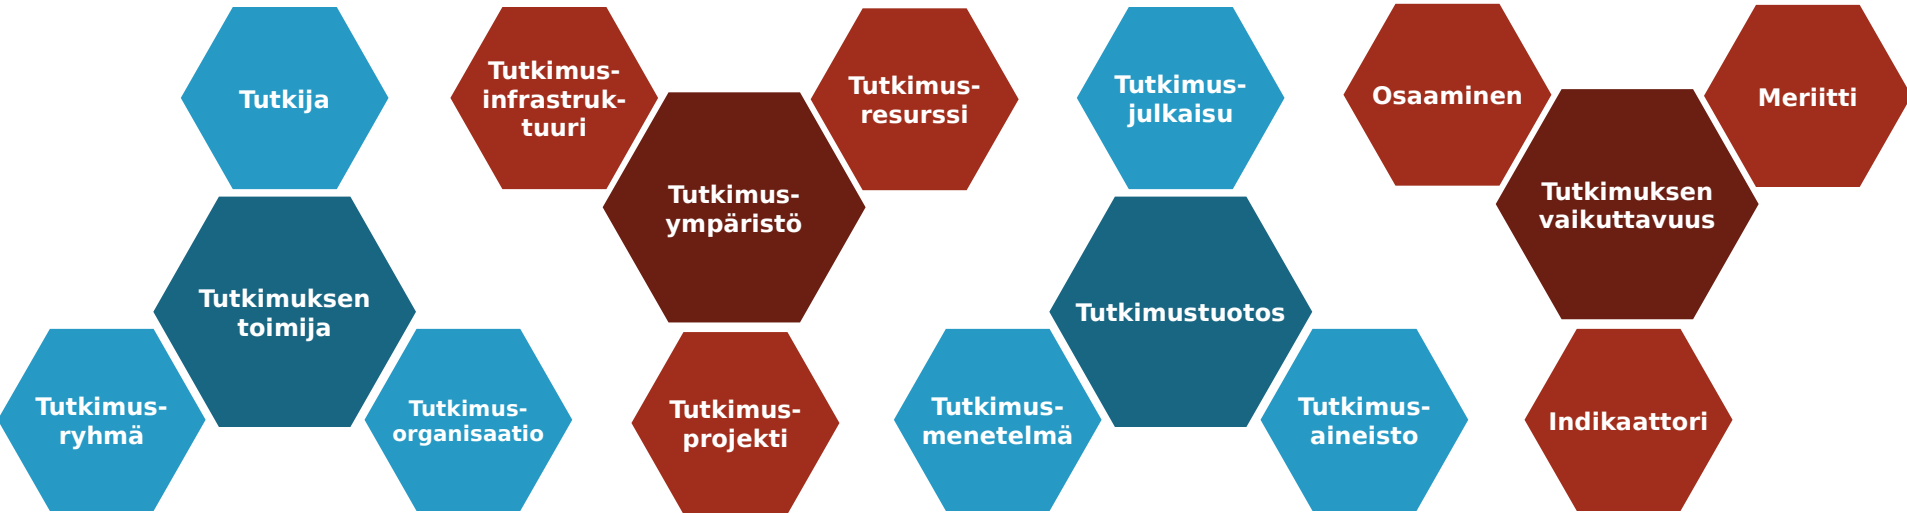 Tutkija
Tutkimuksen
toimija
Tutkimus-
ryhmä
Tutkimus-
organisaatio
Tutkimus-
infrastruk-
tuuri
Tutkimus-
resurssi
Tutkimus-
ympäristö
Tutkimus-
projekti
Tutkimus-
julkaisu
Tutkimustuotos
Tutkimus-
menetelmä
Tutkimus-
aineisto
Osaaminen
Meriitti
Tutkimuksen
vaikuttavuus
Indikaattori